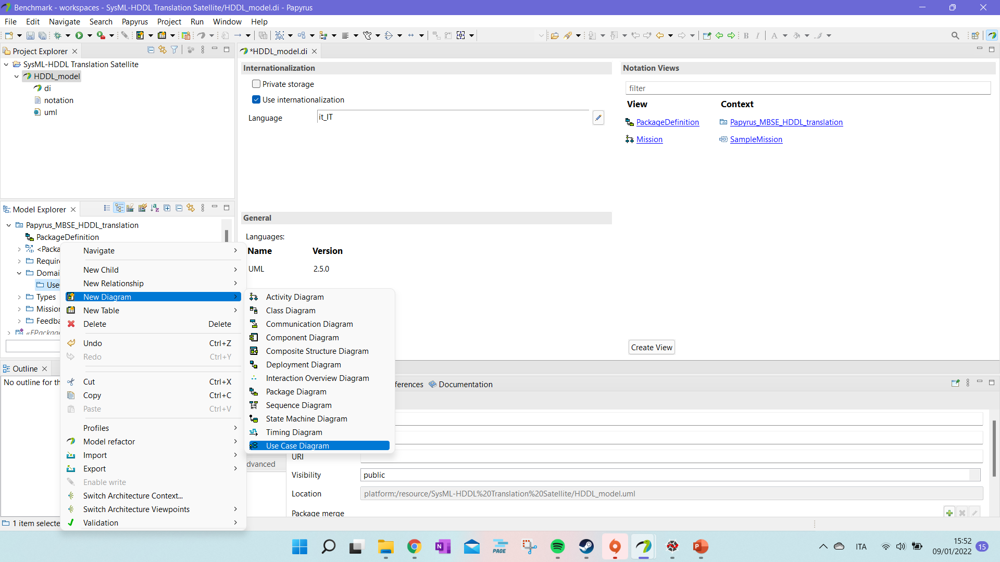 Benchmark - workspaces - SysML-HDDL Translation Satellite/HDDL_model.di - Papyrus
File Edit Navigate Search Papyrus Project Run Window Help
Project Explorer
SysML-HDDL Translation Satellite
HDDL_model
di
notation
uml
*HDDL_model.di
Internationalization
Private storage
Use internationalization
Language it_IT
Notation Views
filter
View Context
PackageDefinition Papyrus_MBSE_HDDL_translation
Mission SampleMission
General
Languages:
Name Version
UML 2.5.0
Create View
Model Explorer
Papyrus_MBSE_HDDL_translation
PackageDefinition
<Packa
Require
Domai
Use
Types
Mission
Feedba
«EPackage
Outline
No outline for th
1 item selecte
Navigate
New Child
New Relationship
New Diagram
New Table
Delete Delete
Undo Ctrl+Z
Redo Ctrl+Y
Cut Ctrl+X
Copy Ctrl+C
Paste Ctrl+V
Profiles
Model refactor
Import
Export
Enable write
Switch Architecture Context...
Switch Architecture Viewpoints
Validation
Activity Diagram
Class Diagram
Communication Diagram
Component Diagram
Composite Structure Diagram
Deployment Diagram
Interaction Overview Diagram
Package Diagram
Sequence Diagram
State Machine Diagram
Timing Diagram
Use Case Diagram
ferences Documentation
dvanced
URI
Visibility public
Location platform:/resource/SysML-HDDL%20Translation%20Satellite/HDDL_model.uml
Package merge
PAGE
ITA
15:52
09/01/2022
15